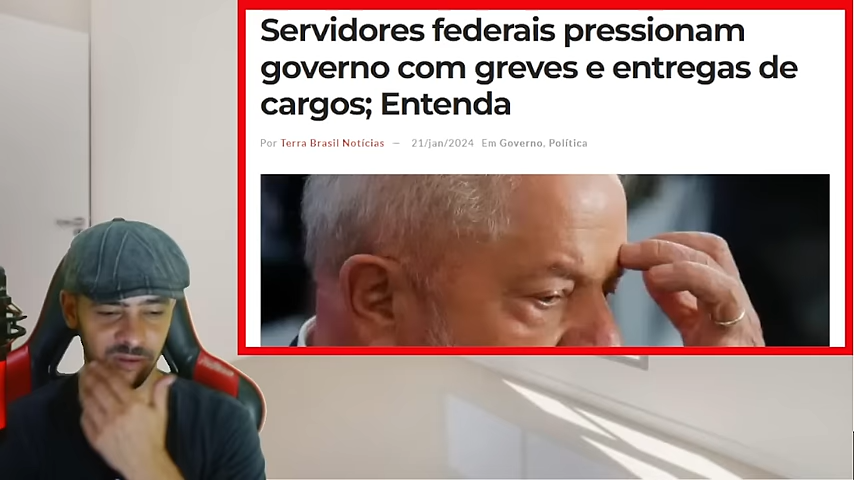 Servidores federais pressionam
governo com greves e entregas de
cargos; Entenda
Por Terra Brasil Notícias — 21/jan/2024 Em Governo, Política